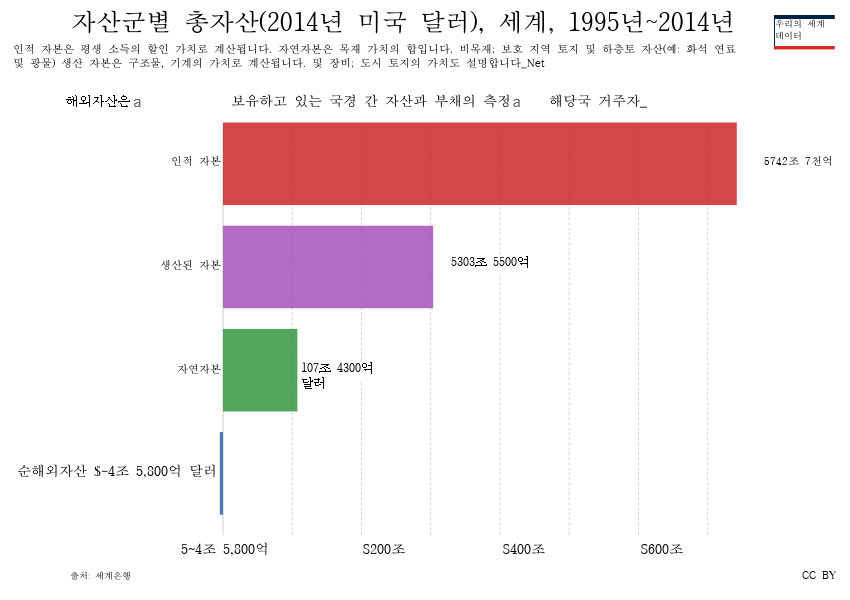 자산군별 총자산(2014년 미국 달러), 세계, 1995년~2014년
우리의 세계
데이터
인적 자본은 평생 소득의 할인 가치로 계산됩니다. 자연자본은 목재 가치의 합입니다. 비목재; 보호 지역 토지 및 하층토 자산(예: 화석 연료
및 광물) 생산 자본은 구조물, 기계의 가치로 계산됩니다. 및 장비; 도시 토지의 가치도 설명합니다_Net
해외자산은a 보유하고 있는 국경 간 자산과 부채의 측정a 해당국 거주자_
인적 자본 5742조 7천억
생산된 자본 5303조 5500억
자연자본 107조 4300억
달러
순해외자산 $-4조 5,800억 달러
5~4조 5,800억 S200조 S400조 S600조
출처: 세계은행 CC BY